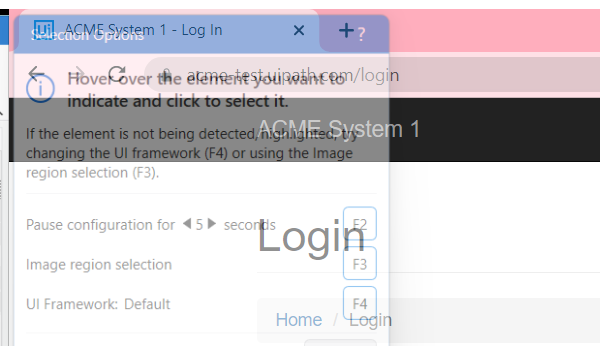 Ui ACME System 1 - Log In × +
Selection Options ?
acme-test.uipath.com/login
Hover over the element you want to
indicate and click to select it.
ACME System 1
If the element is not being detected/highlighted, try
changing the UI framework (F4) or using the Image
region selection (F3).
Pause configuration for 5 seconds F2
Login
Image region selection F3
UI Framework: Default F4
Home / Login